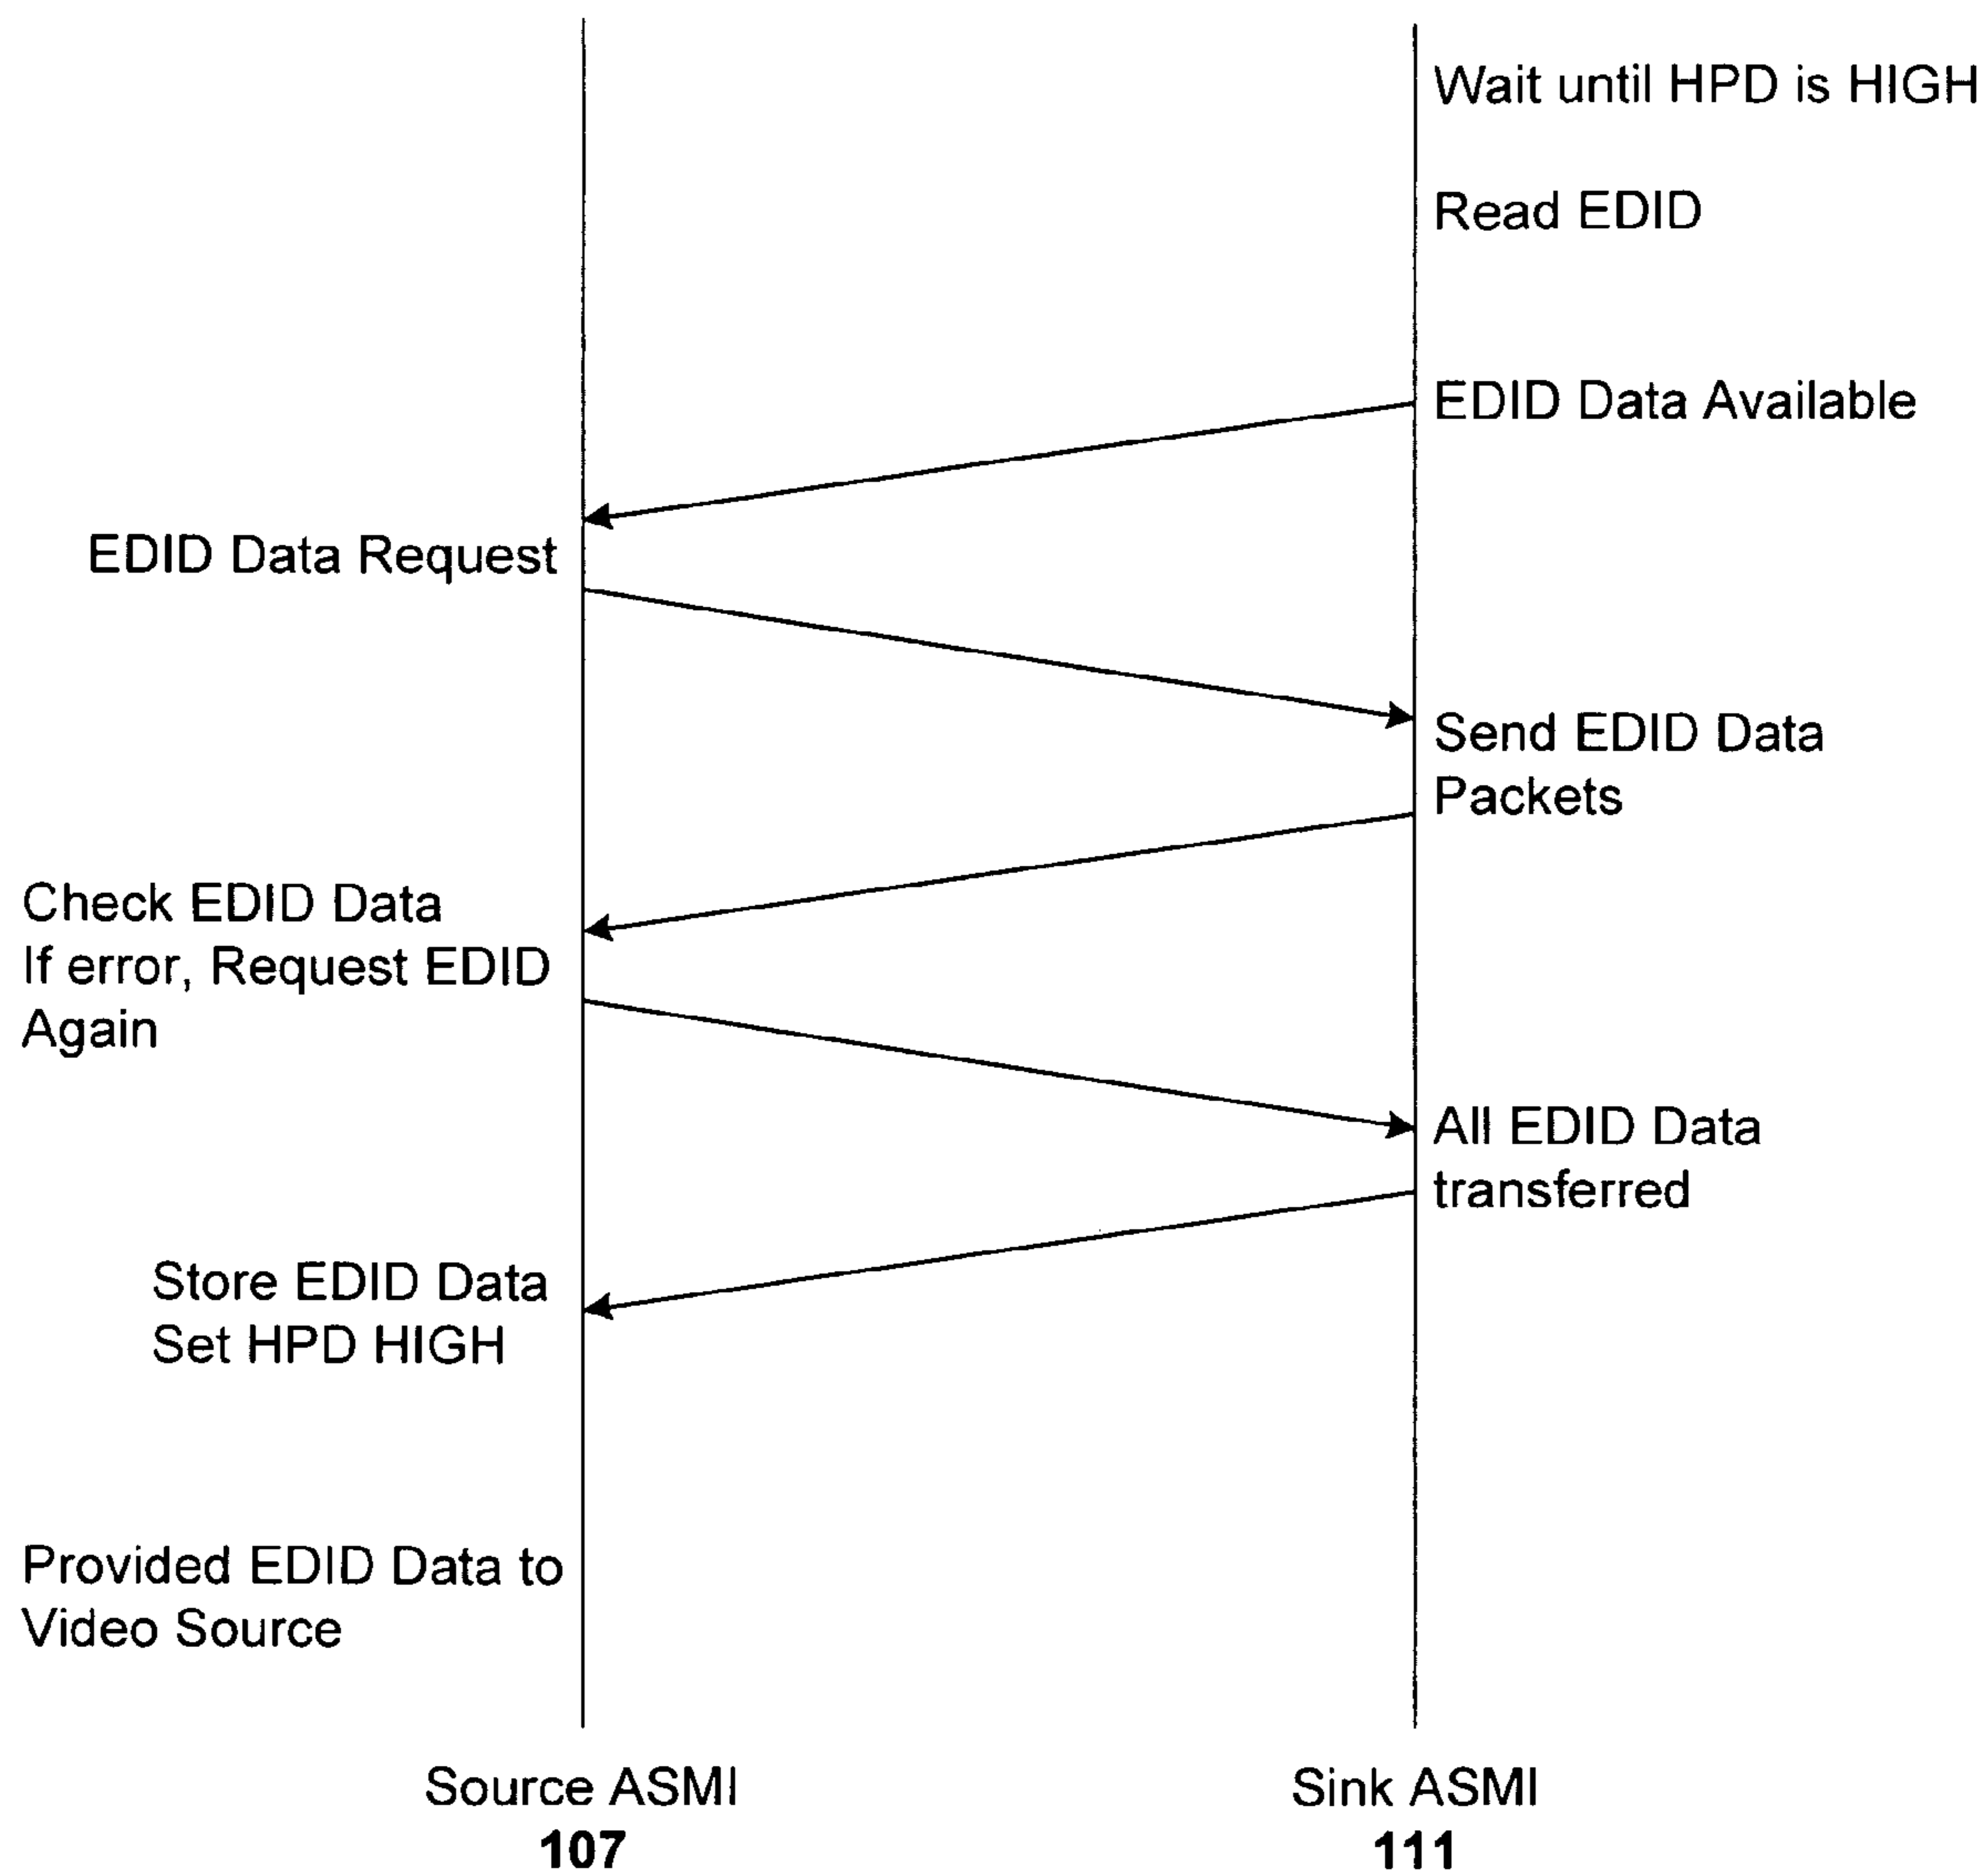 Wait until HPD is HIGH
Read EDID
EDID Data Available
EDID Data Request
Send EDID Data
Packets
Check EDID Data
If error, Request EDID
Again
All EDID Data
transferred
Store EDID Data
Set HPD HIGH
Provided EDID Data to
Video Source
Source ASMI
107
Sink ASMI
111